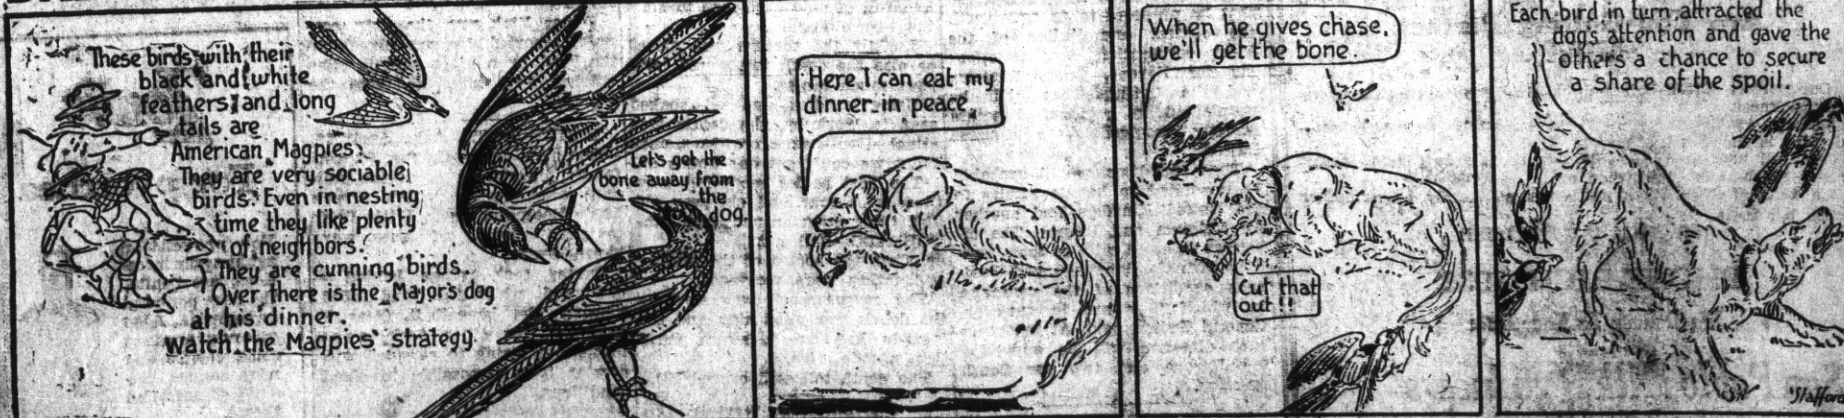 These birds with their
black and white
feathers and long
tails are
American Magpies.
They are very sociable
birds. Even in nesting
time they like plenty
of neighbors.
They are cunning birds.
Over there is the Major's dog
at his dinner.
Watch the Magpies' strategy.
Let's get the
bone away from
the
dog.
Here I can eat my
dinner in peace.
When he gives chase,
we'll get the bone.
Cut that
out!!
Each bird in turn attracted the
dog's attention and gave the
others a chance to secure
a share of the spoil.
Stafford